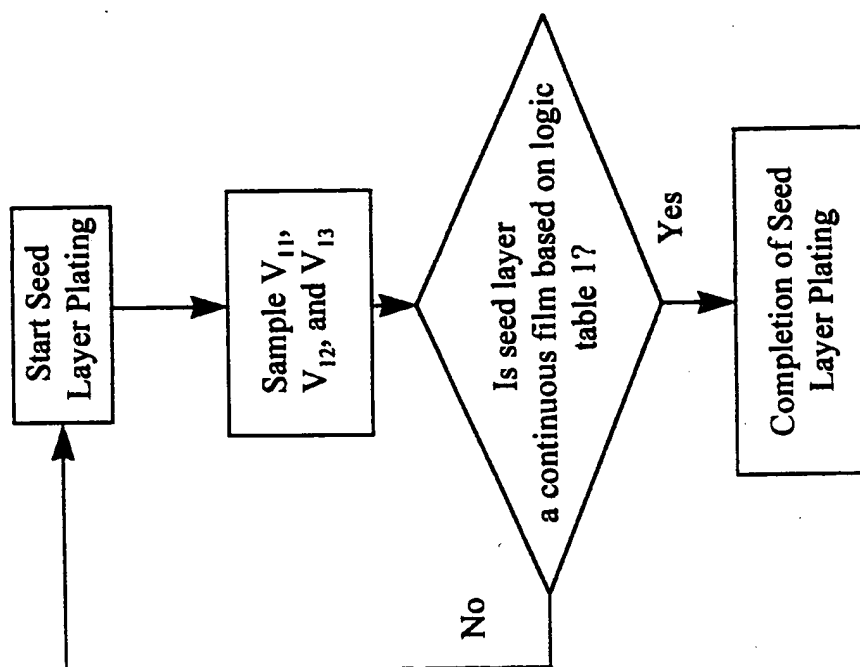 Start Seed
Layer Plating
Sample V₁₁,
V₁₂, and V₁₃
Is seed layer
a continuous film based on logic
table 1?
No
Yes
Completion of Seed
Layer Plating